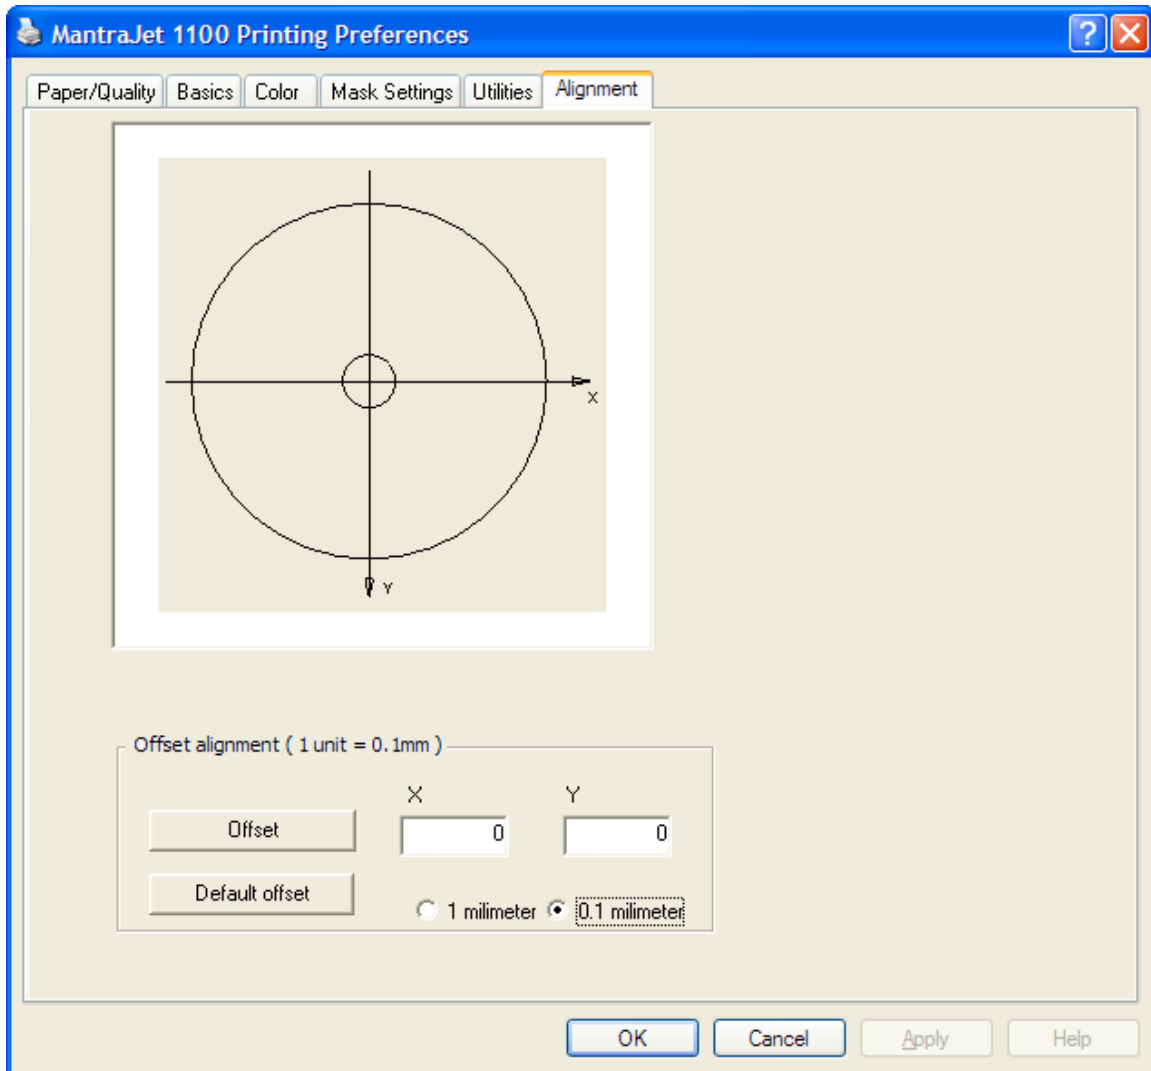 MantraJet 1100 Printing Preferences
Paper/Quality Basics Color Mask Settings Utilities Alignment
X
Y
Offset alignment ( 1 unit = 0.1mm )
X Y
Offset 0 0
Default offset
1 milimeter 0.1 milimeter
OK Cancel Apply Help